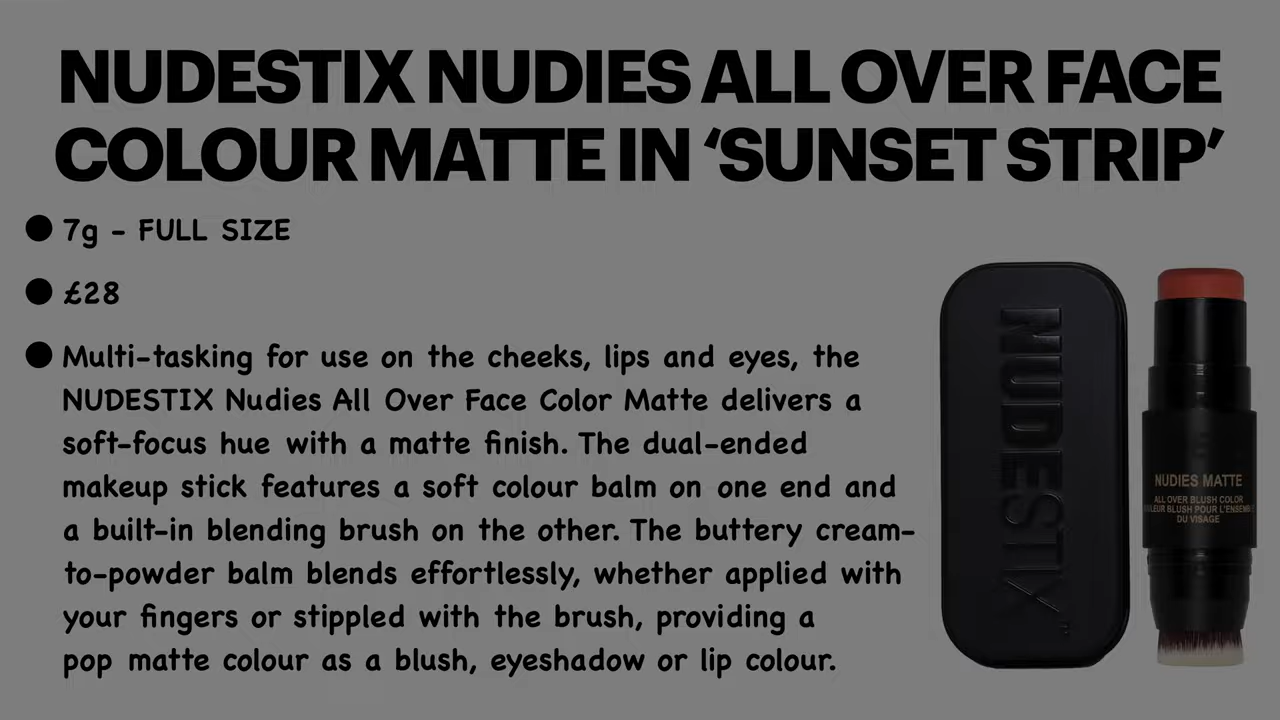 NUDESTIX NUDIES ALL OVER FACE
COLOUR MATTE IN ‘SUNSET STRIP’
● 7g - FULL SIZE
● £28
● Multi-tasking for use on the cheeks, lips and eyes, the
NUDESTIX Nudies All Over Face Color Matte delivers a
soft-focus hue with a matte finish. The dual-ended
makeup stick features a soft colour balm on one end and
a built-in blending brush on the other. The buttery cream-
to-powder balm blends effortlessly, whether applied with
your fingers or stippled with the brush, providing a
pop matte colour as a blush, eyeshadow or lip colour.
NUDESTIX
NUDIES MATTE
ALL OVER BLUSH COLOR
BLUSH POUR
DU VISAGE